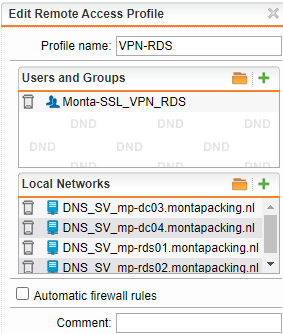 Edit Remote Access Profile
Profile name: VPN-RDS
Users and Groups
Monta-SSL_VPN_RDS
DND DND
DND DND DND
DND DND
Local Networks
DNS_SV_mp-dc03.montapacking.nl
DNS_SV_mp-dc04.montapacking.nl
DNS_SV_mp-rds01.montapacking.nl
DNS_SV_mp-rds02.montapacking.nl
Automatic firewall rules
Comment: